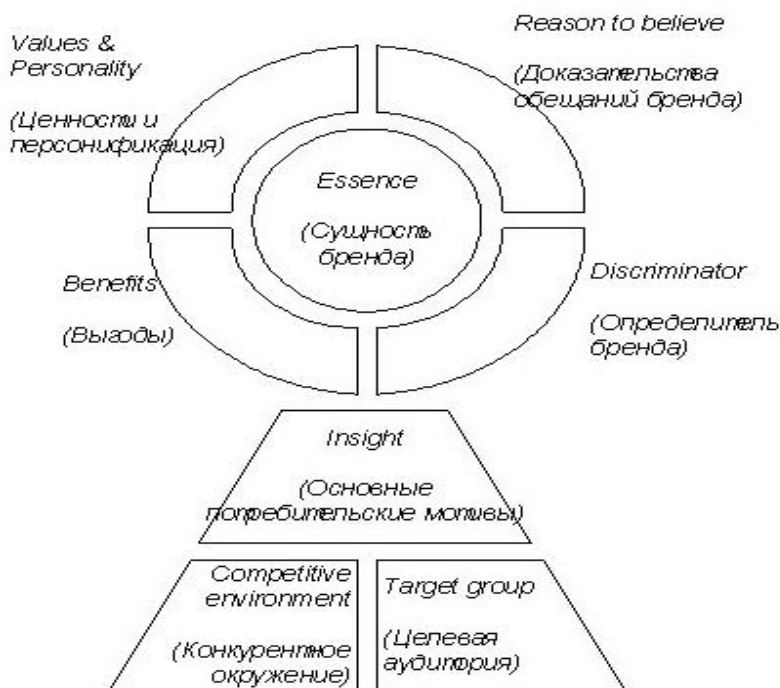 Values &
Personality
(Ценности и
персонификация)
Reason to believe
(Доказательства
обещаний бренда)
Essence
(Сущность
бренда)
Benefits
(Выгоды)
Discriminator
(Определитель
бренда)
Insight
(Основные
потребительские мотивы)
Competitive
environment
(Конкурентное
окружение)
Target group
(Целевая
аудитория)